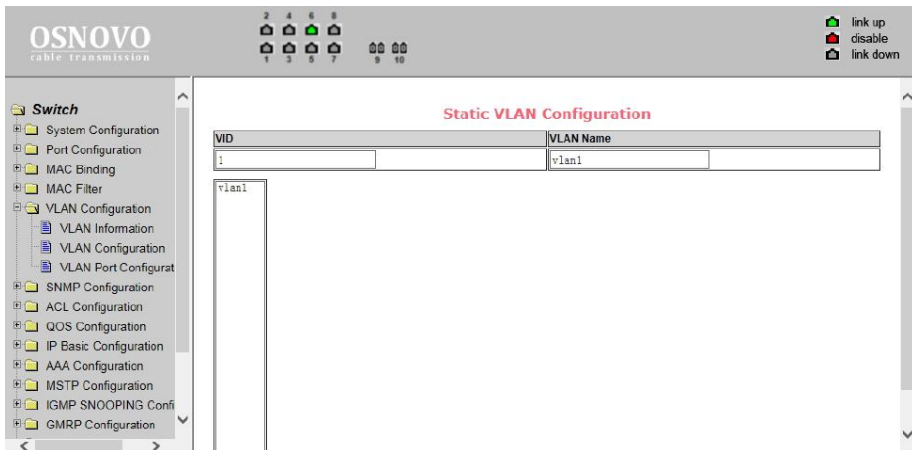 OSNOVO
cable transmission
2 4 6 8
1 3 5 7 9 10
link up
disable
link down
Switch
System Configuration
Port Configuration
MAC Binding
MAC Filter
VLAN Configuration
VLAN Information
VLAN Configuration
VLAN Port Configurat
SNMP Configuration
ACL Configuration
QOS Configuration
IP Basic Configuration
AAA Configuration
MSTP Configuration
IGMP SNOOPING Confi
GMRP Configuration
Static VLAN Configuration
VID VLAN Name
1 vlan1
vlan1